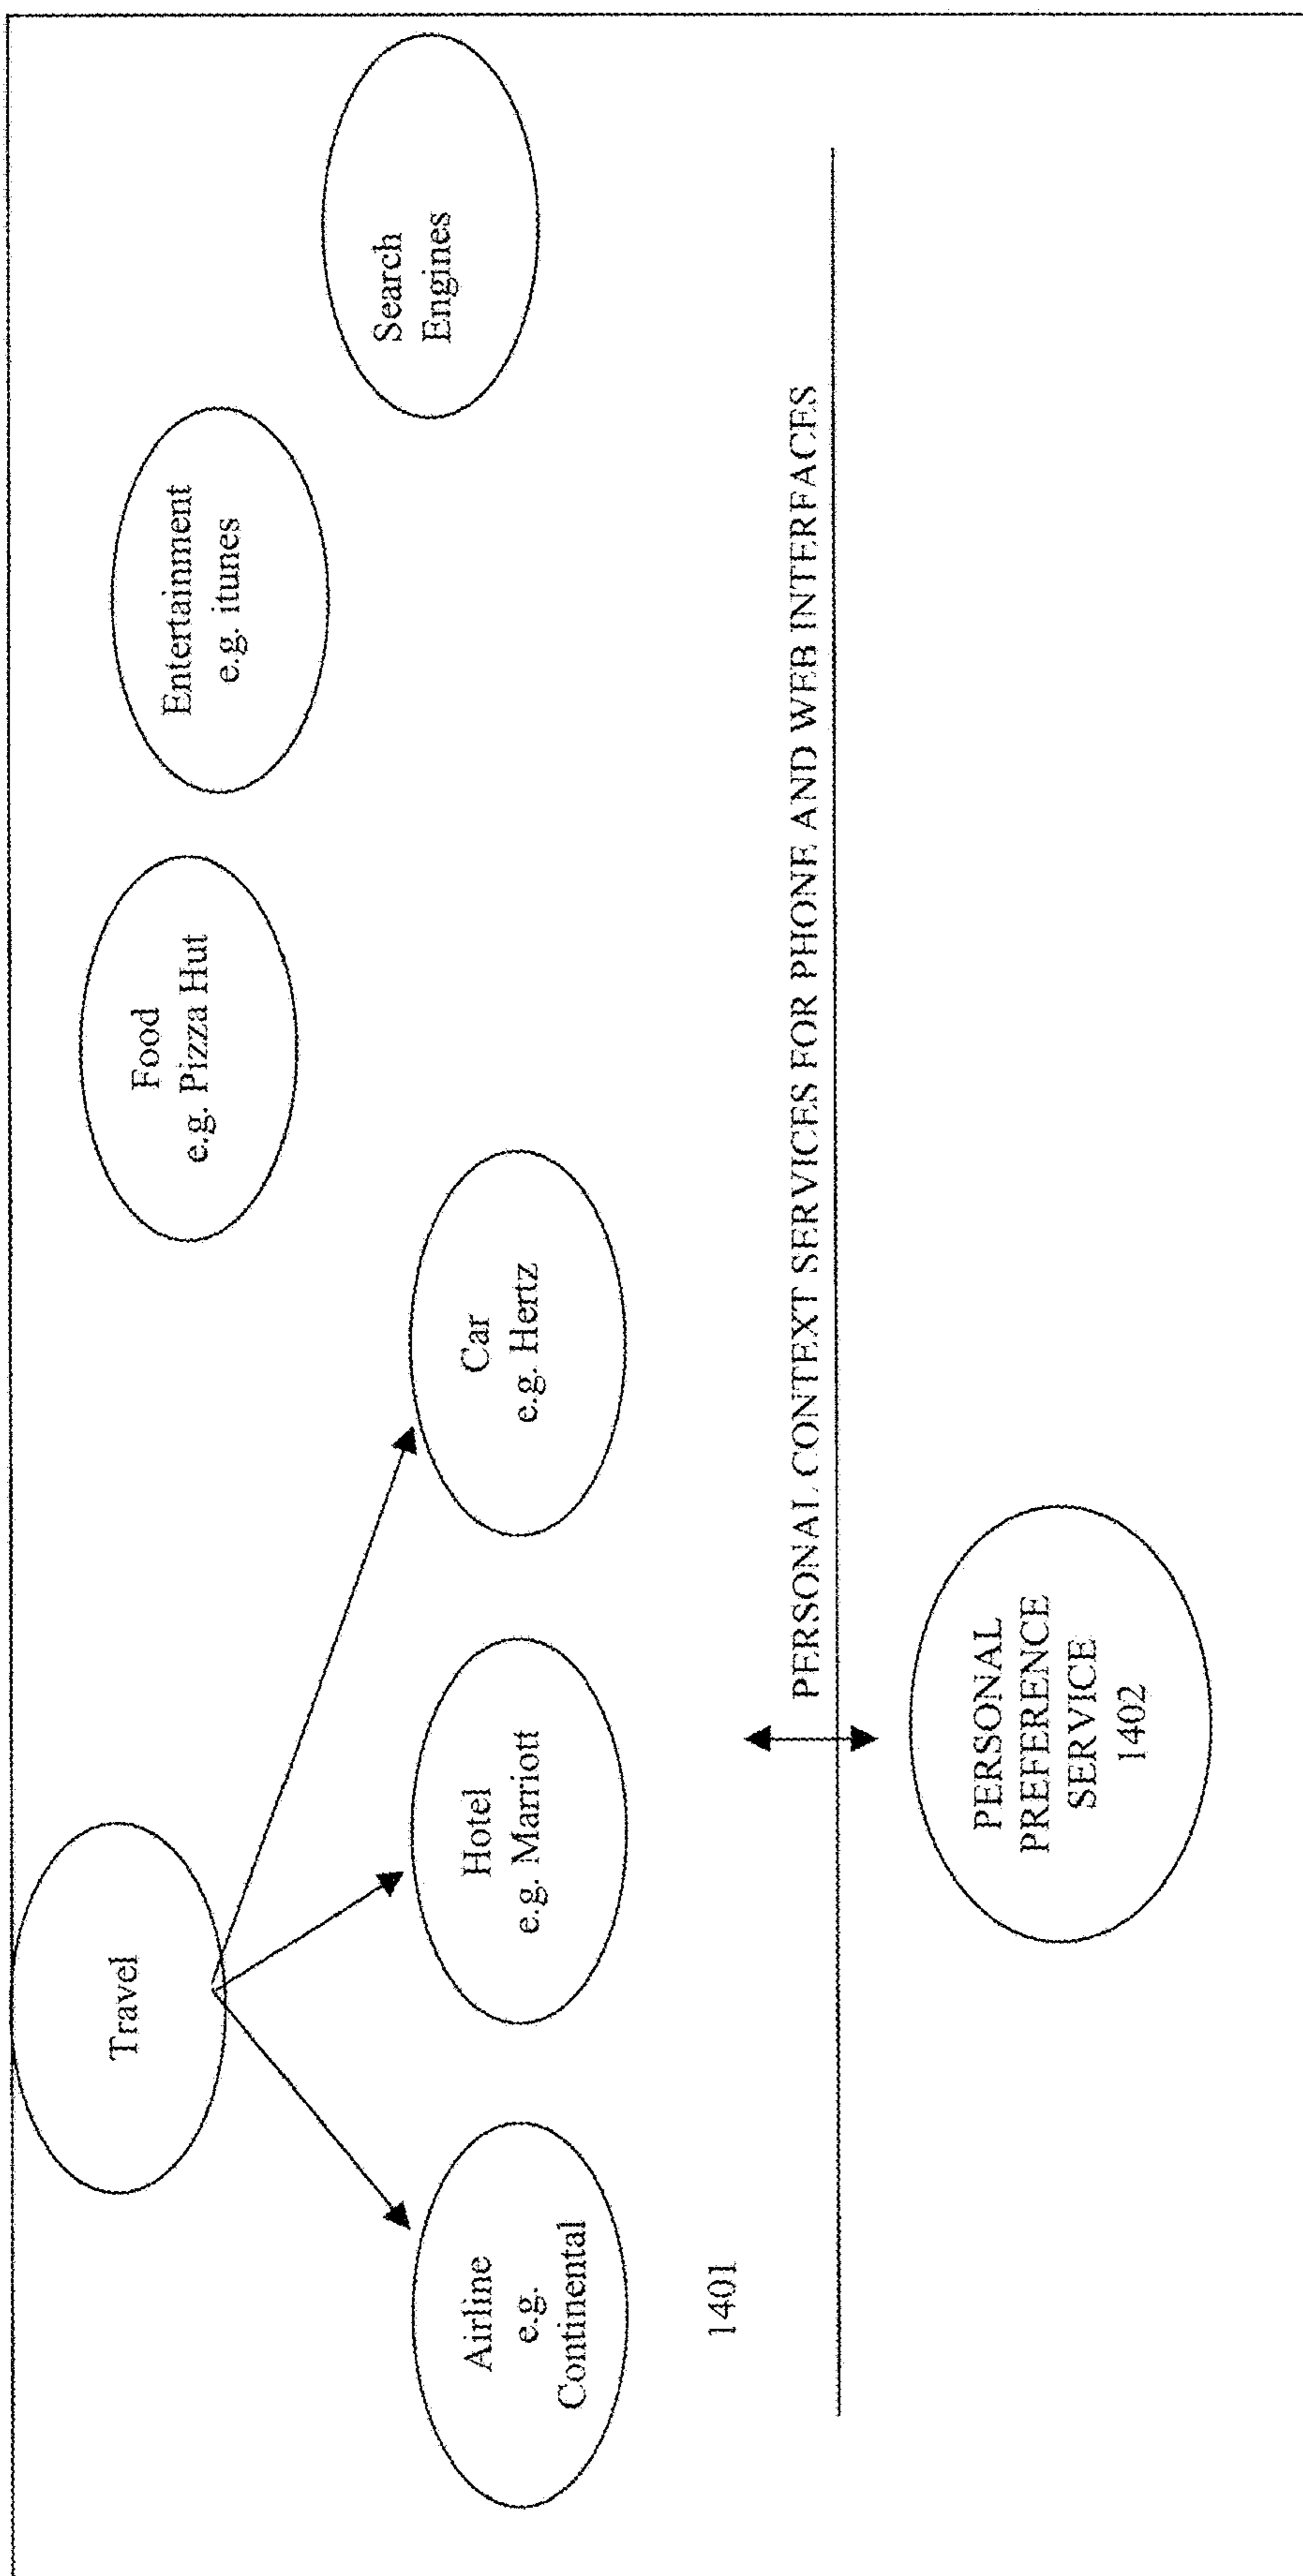 Travel
Food
e.g. Pizza Hut
Entertainment
e.g. itunes
Search
Engines
Airline
e.g.
Continental
Hotel
e.g. Marriott
Car
e.g. Hertz
1401
PERSONAL CONTEXT SERVICES FOR PHONE AND WEB INTERFACES
PERSONAL
PREFERENCE
SERVICE
1402